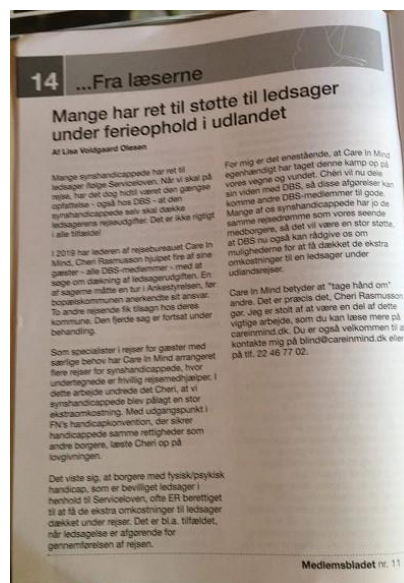 14 ...Fra læserne
Mange har ret til støtte til ledsager
under ferieophold i udlandet
Af Lisa Voldgaard Olesen
Mange synshandicappede har ret til
ledsager ifølge Serviceloven. Når vi skal på
rejse, har det dog hidtil været den gængse
opfattelse - også hos DBS - at den
synshandicappede selv skal dække
ledsagerens rejseudgifter. Det er ikke rigtigt
i alle tilfælde!
I 2019 har lederen af rejsebureauet Care In
Mind, Cheri Rasmusson hjulpet fire af sine
gæster - alle DBS-medlemmer - med at
søge om dækning af ledsagerudgiften. En
af sagerne måtte en tur i Ankestyrelsen, før
bopælskommunen anerkendte sit ansvar.
To andre rejsende fik tilsagn hos deres
kommune. Den fjerde sag er fortsat under
behandling.
Som specialister i rejser for gæster med
særlige behov har Care In Mind arrangeret
flere rejser for synshandicappede, hvor
undertegnede er frivillig rejsemedhjælper. I
dette arbejde undrede det Cheri, at vi
synshandicappede blev pålagt en stor
ekstraomkostning. Med udgangspunkt i
FN's handicapkonvention, der sikrer
handicappede samme rettigheder som
andre borgere, læste Cheri op på
lovgivningen.
Det viste sig, at borgere med fysisk/psykisk
handicap, som er bevilliget ledsager i
henhold til Serviceloven, ofte ER berettiget
til at få de ekstra omkostninger til ledsager
dækket under rejser. Det er bl.a. tilfældet,
når ledsagelse er afgørende for
gennemførelsen af rejsen.
For mig er det enestående, at Care In Mind
egenhændigt har taget denne kamp op på
vores vegne og vundet. Cheri vil nu dele
sin viden med DBS, så disse afgørelser kan
komme andre DBS-medlemmer til gode.
Mange af os synshandicappede har jo de
samme rejsedrømme som vores seende
medborgere, så det vil være en stor støtte,
at DBS nu også kan rådgive os om
mulighederne for at få dækket de ekstra
omkostninger til en ledsager under
udlandsrejser.
Care In Mind betyder at "tage hånd om"
andre. Det er præcis det, Cheri Rasmusson
gør. Jeg er stolt af at være en del af dette
vigtige arbejde, som du kan læse mere på
careinmind.dk. Du er også velkommen til a
kontakte mig på blind@careinmind.dk eller
på tlf. 22 46 77 02.
Medlemsbladet nr. 11